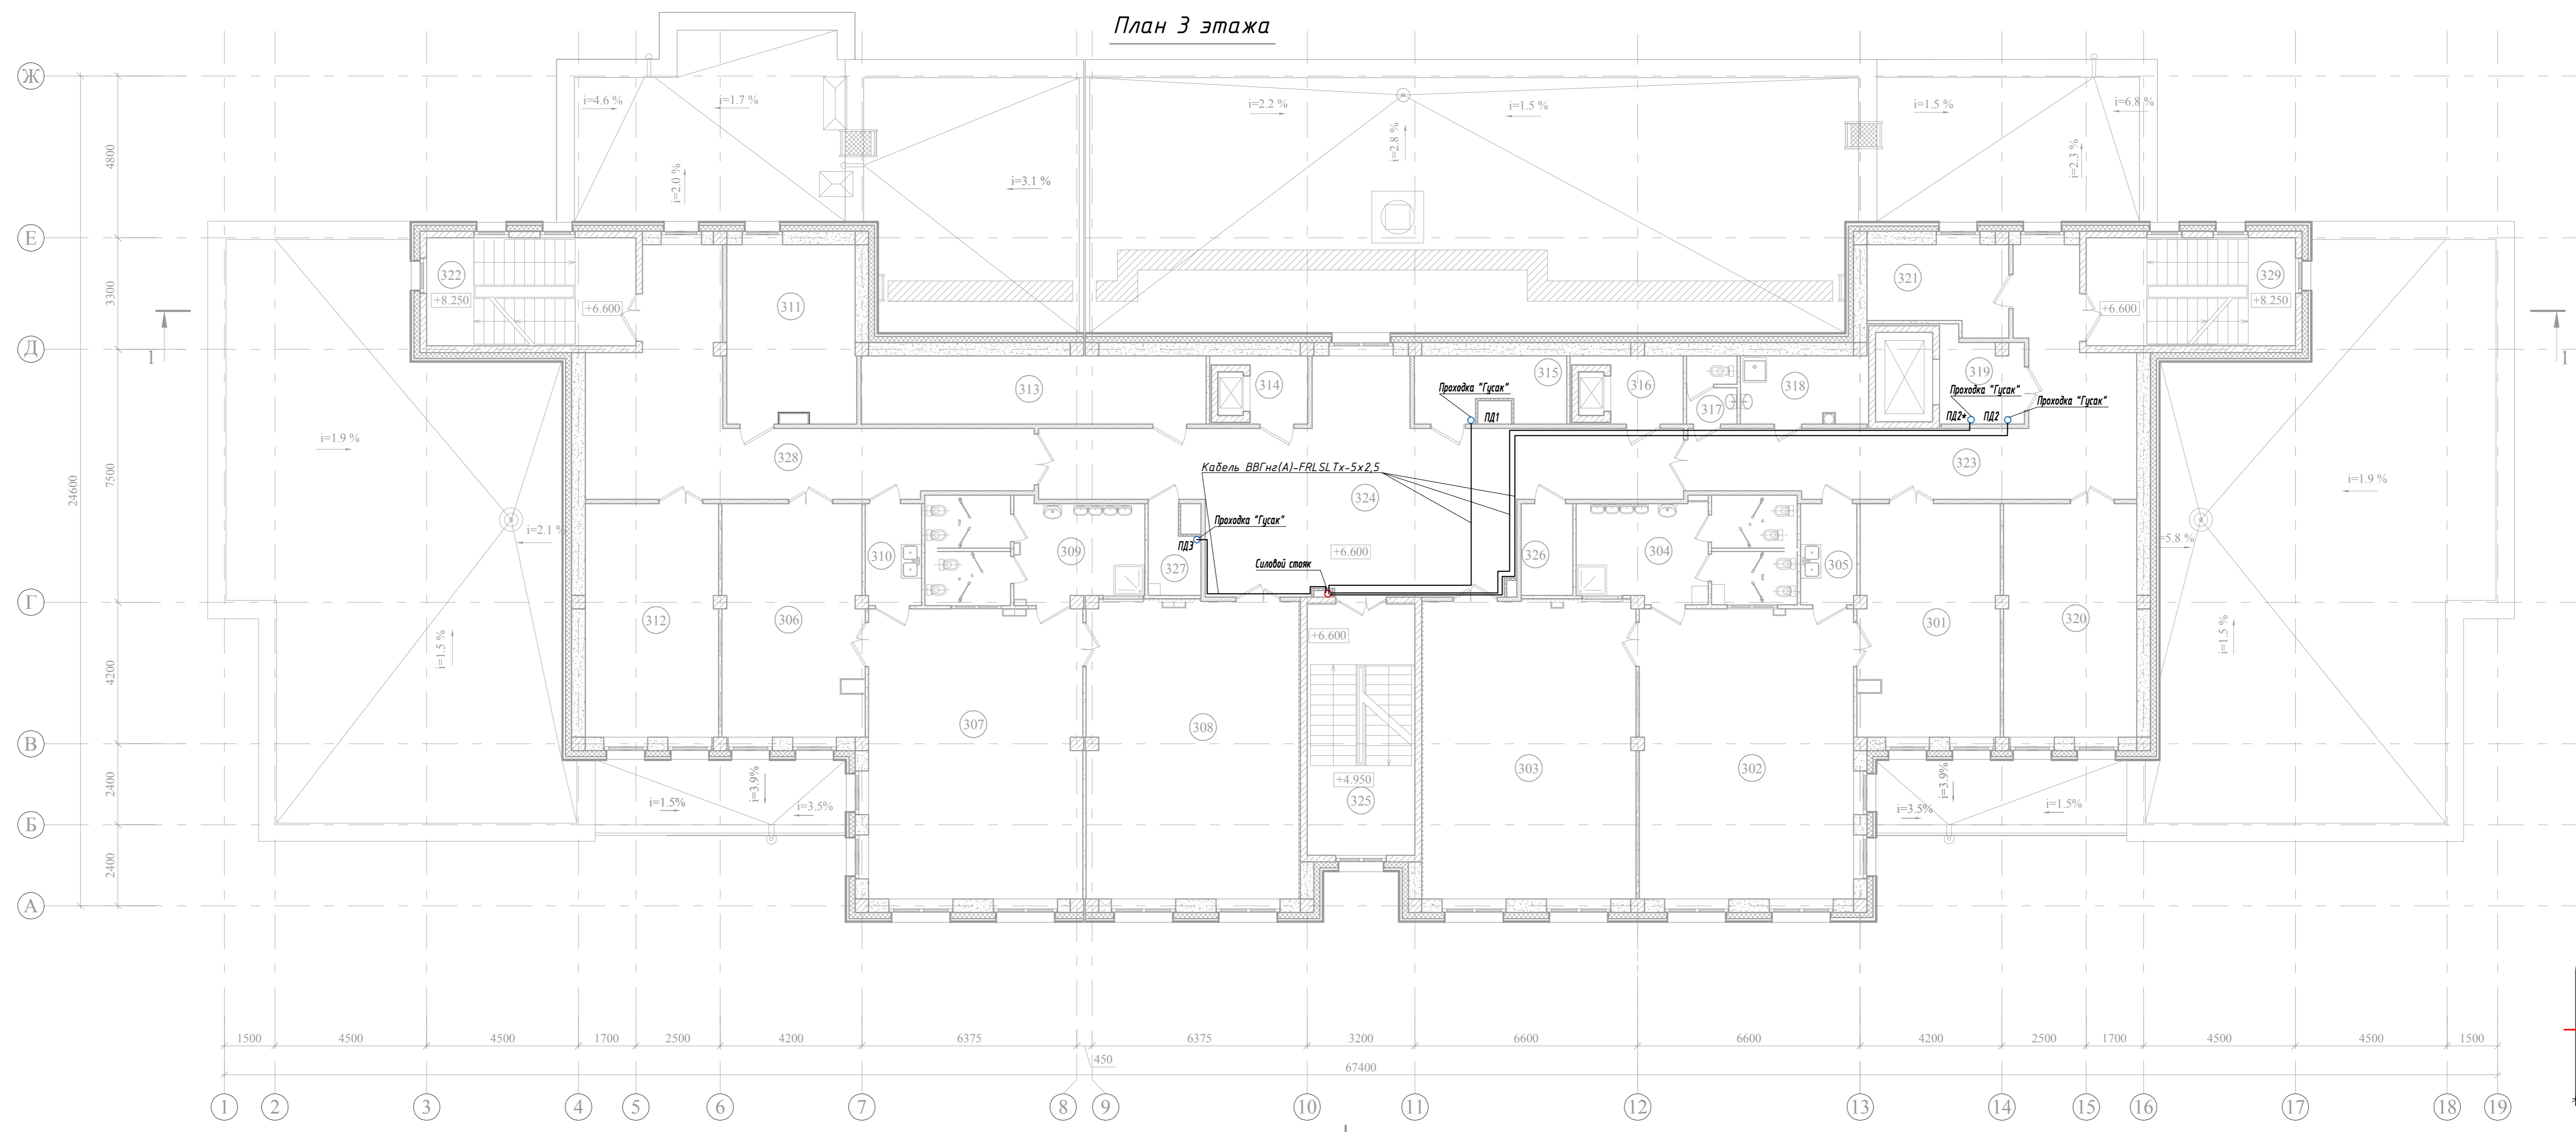 План 3 этажа
Ж
i=4.6 %
i=1.7 %
i=2.2 %
i=1.5 %
i=1.5 %
i=6.8 %
4800
i=2.0 %
i=3.1 %
i=2.8 %
i=2.3 %
Е
322
+8.250
+6.600
311
321
+6.600
329
+8.250
3300
1
1
Д
313
314
315
316
317
318
319
Проходка "Гусак"
ПД1
Проходка "Гусак"
ПД2*
ПД2
Проходка "Гусак"
i=1.9 %
328
Кабель ВВГнг(А)-FRLSLTx-5х2,5
323
324
i=1.9 %
7500
24600
i=2.1 %
Проходка "Гусак"
ПД3
310
309
327
+6.600
326
304
305
=5.8 %
Силовой стояк
Г
312
306
301
320
i=1.5 %
+6.600
i=1.5 %
4200
307
308
303
302
В
+4.950
325
2400
i=1.5%
i=3.9%
i=3.5%
i=3.5%
i=3.9%
i=1.5%
Б
2400
А
1500
4500
4500
1700
2500
4200
6375
6375
3200
6600
6600
4200
2500
1700
4500
4500
1500
450
67400
1
2
3
4
5
6
7
8
9
10
11
12
13
14
15
16
17
18
19